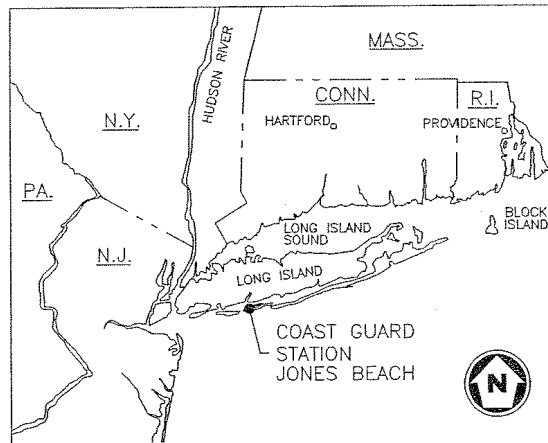 MASS.
HUDSON RIVER
CONN.
R.I.
HARTFORD
PROVIDENCE
N.Y.
PA.
BLOCK
ISLAND
LONG ISLAND
SOUND
N.J.
LONG ISLAND
COAST GUARD
STATION
JONES BEACH
N